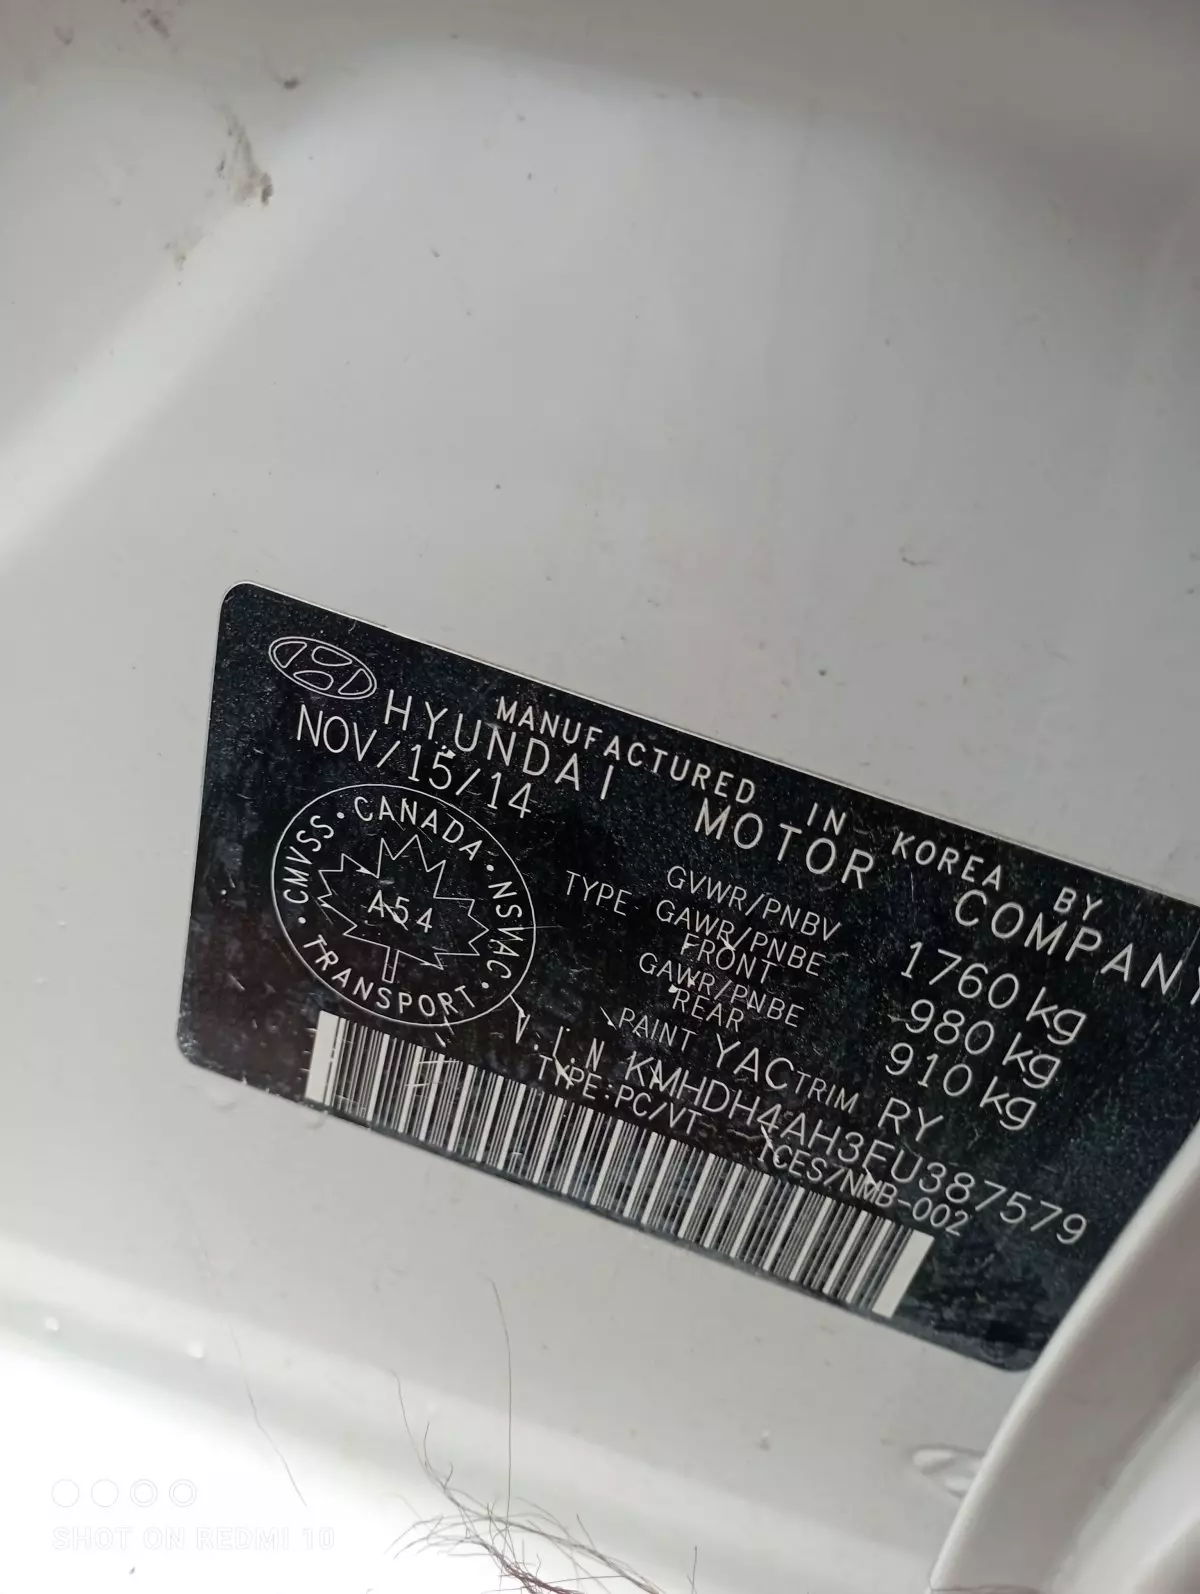 MANUFACTURED IN KOREA BY
HYUNDAI MOTOR COMPANY
NOV/15/14
CMVSS · CANADA · NSVAC · TRANSPORT ·
A54
TYPE
GVWR/PNBV 1760 kg
GAWR/PNBE FRONT 980 kg
GAWR/PNBE REAR 910 kg
PAINT YAC TRIM RY
V.I.N KMHDH4AH3FU387579
TYPE:PC/VT ICES/NMB-002
SHOT ON REDMI 10